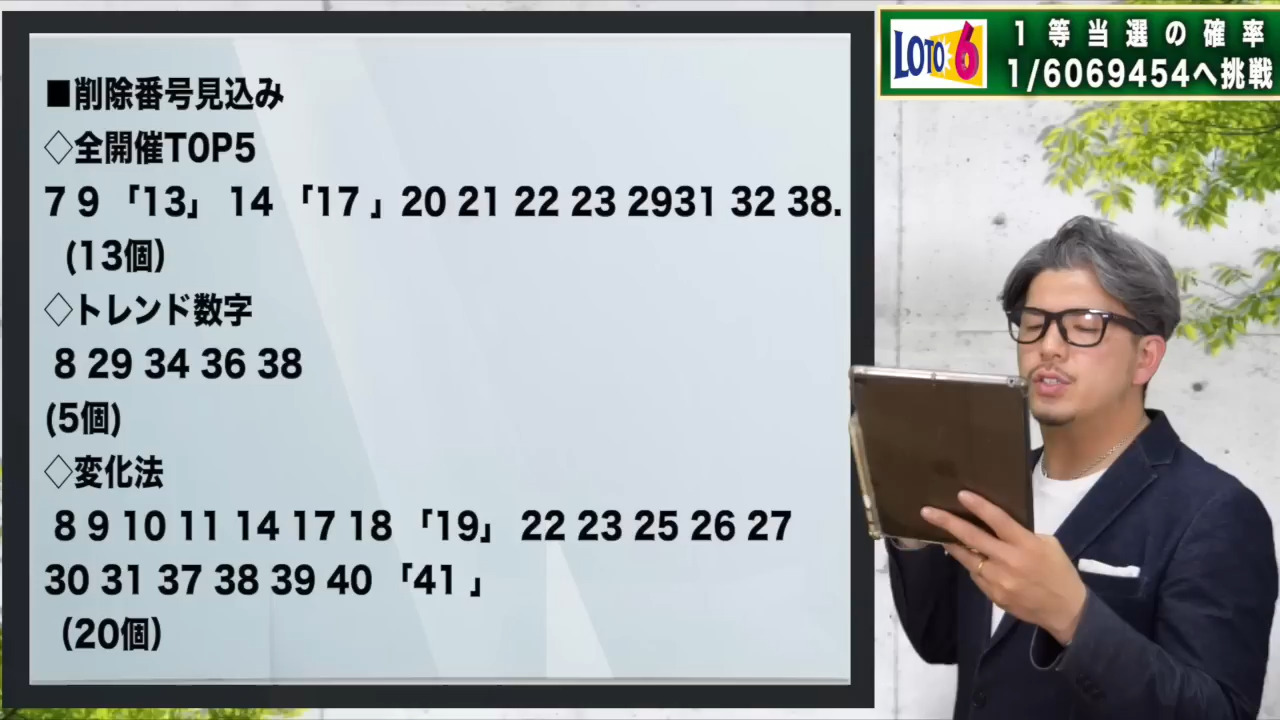 ■削除番号見込み
◇全開催TOP5
7 9 「13」 14 「17 」20 21 22 23 2931 32 38.
(13個)
◇トレンド数字
8 29 34 36 38
(5個)
◇変化法
8 9 10 11 14 17 18 「19」 22 23 25 26 27
30 31 37 38 39 40 「41 」
(20個)
LOTO 6
1等当選の確率
1/6069454へ挑戦